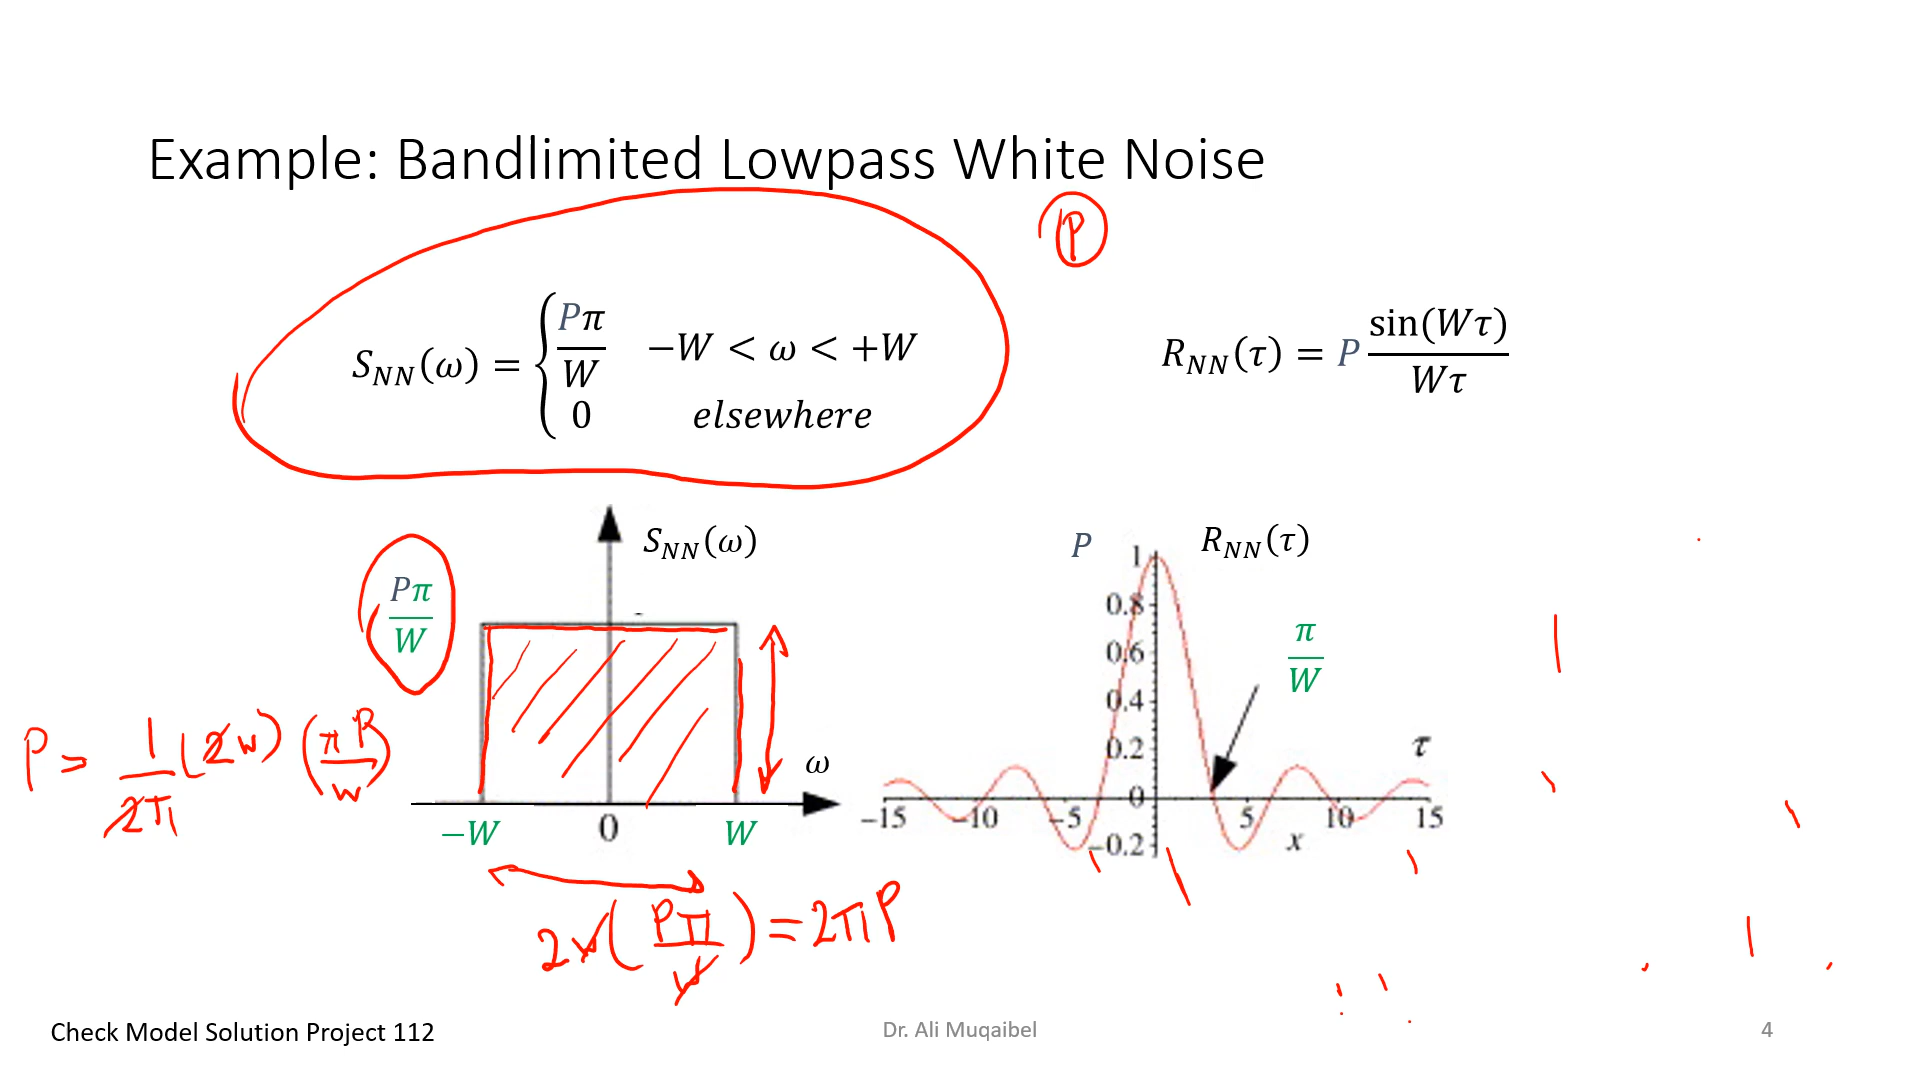 Example: Bandlimited Lowpass White Noise
P
S_NN(ω) = { Pπ/W   −W < ω < +W
0   elsewhere
R_NN(τ) = P sin(Wτ)/(Wτ)
Pπ/W
S_NN(ω)
ω
−W 0 W
P = 1/2π (2W) (πP/W)
2W(Pπ/W) = 2πP
P
R_NN(τ)
1
0.8
0.6
0.4
0.2
0
−0.2
π/W
τ
−15 −10 −5 5 10 15
x
Check Model Solution Project 112
Dr. Ali Muqaibel
4